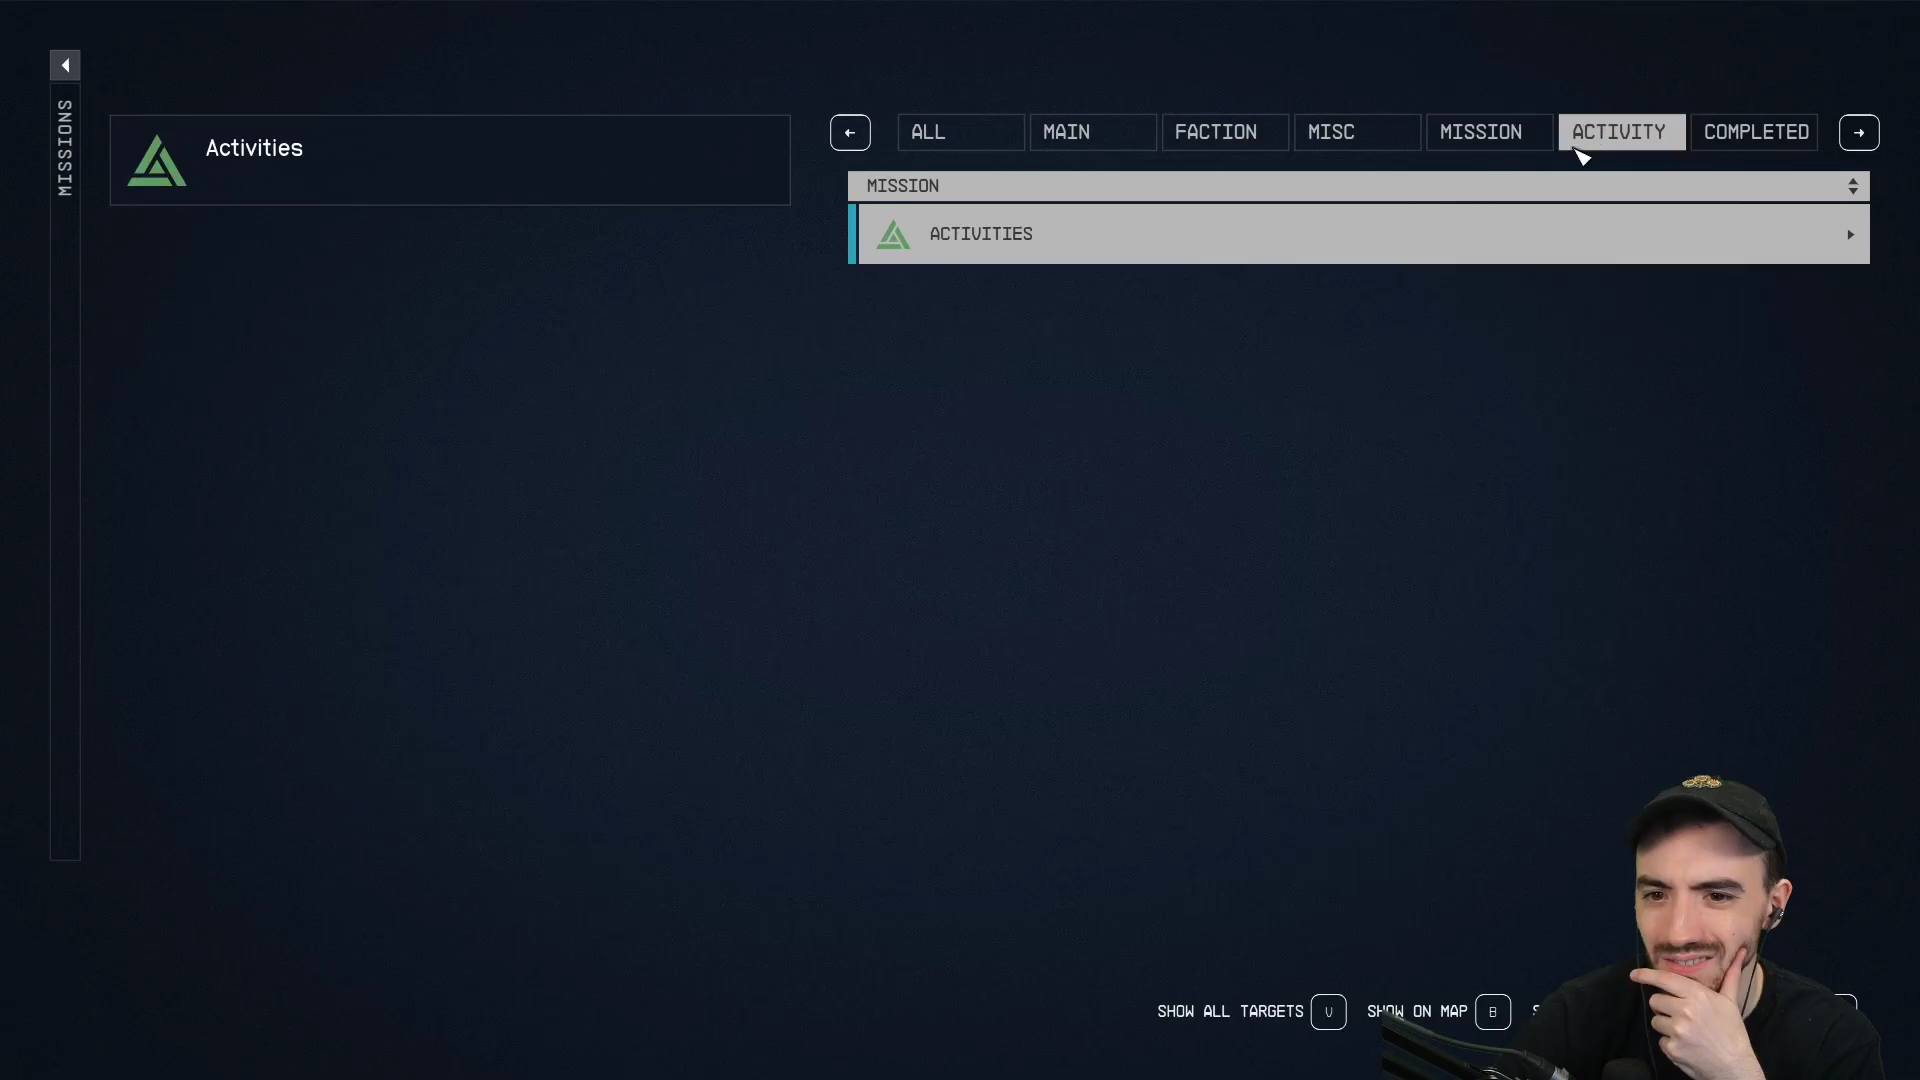 MISSIONS
Activities
ALL
MAIN
FACTION
MISC
MISSION
ACTIVITY
COMPLETED
MISSION
ACTIVITIES
SHOW ALL TARGETS
U
SHOW ON MAP
B